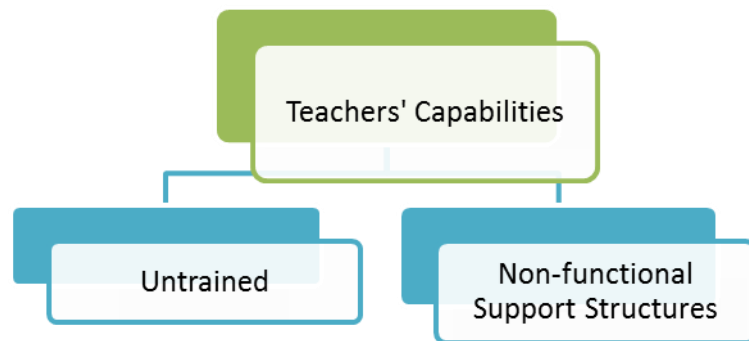 Teachers' Capabilities
Untrained
Non-functional
Support Structures